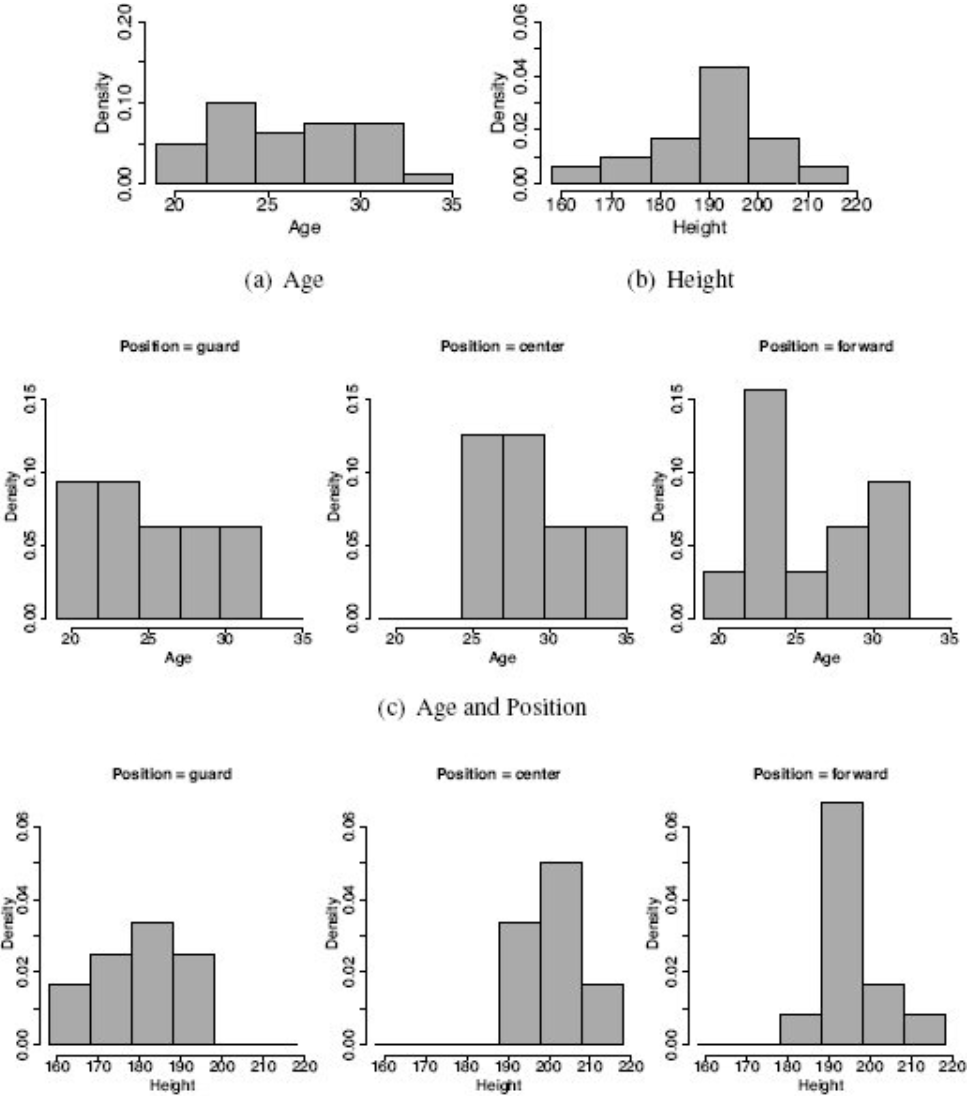 0.20
0.10
0.00
Density
20 25 30 35
Age
(a) Age
0.06
0.04
0.02
0.00
Density
160 170 180 190 200 210 220
Height
(b) Height
Position = guard
0.15
0.10
0.05
0.00
Density
20 25 30 35
Age
Position = center
0.15
0.10
0.05
0.00
Density
20 25 30 35
Age
Position = forward
0.15
0.10
0.05
0.00
Density
20 25 30 35
Age
(c) Age and Position
Position = guard
0.06
0.04
0.02
0.00
Density
160 170 180 190 200 210 220
Height
Position = center
0.06
0.04
0.02
0.00
Density
160 170 180 190 200 210 220
Height
Position = forward
0.06
0.04
0.02
0.00
Density
160 170 180 190 200 210 220
Height